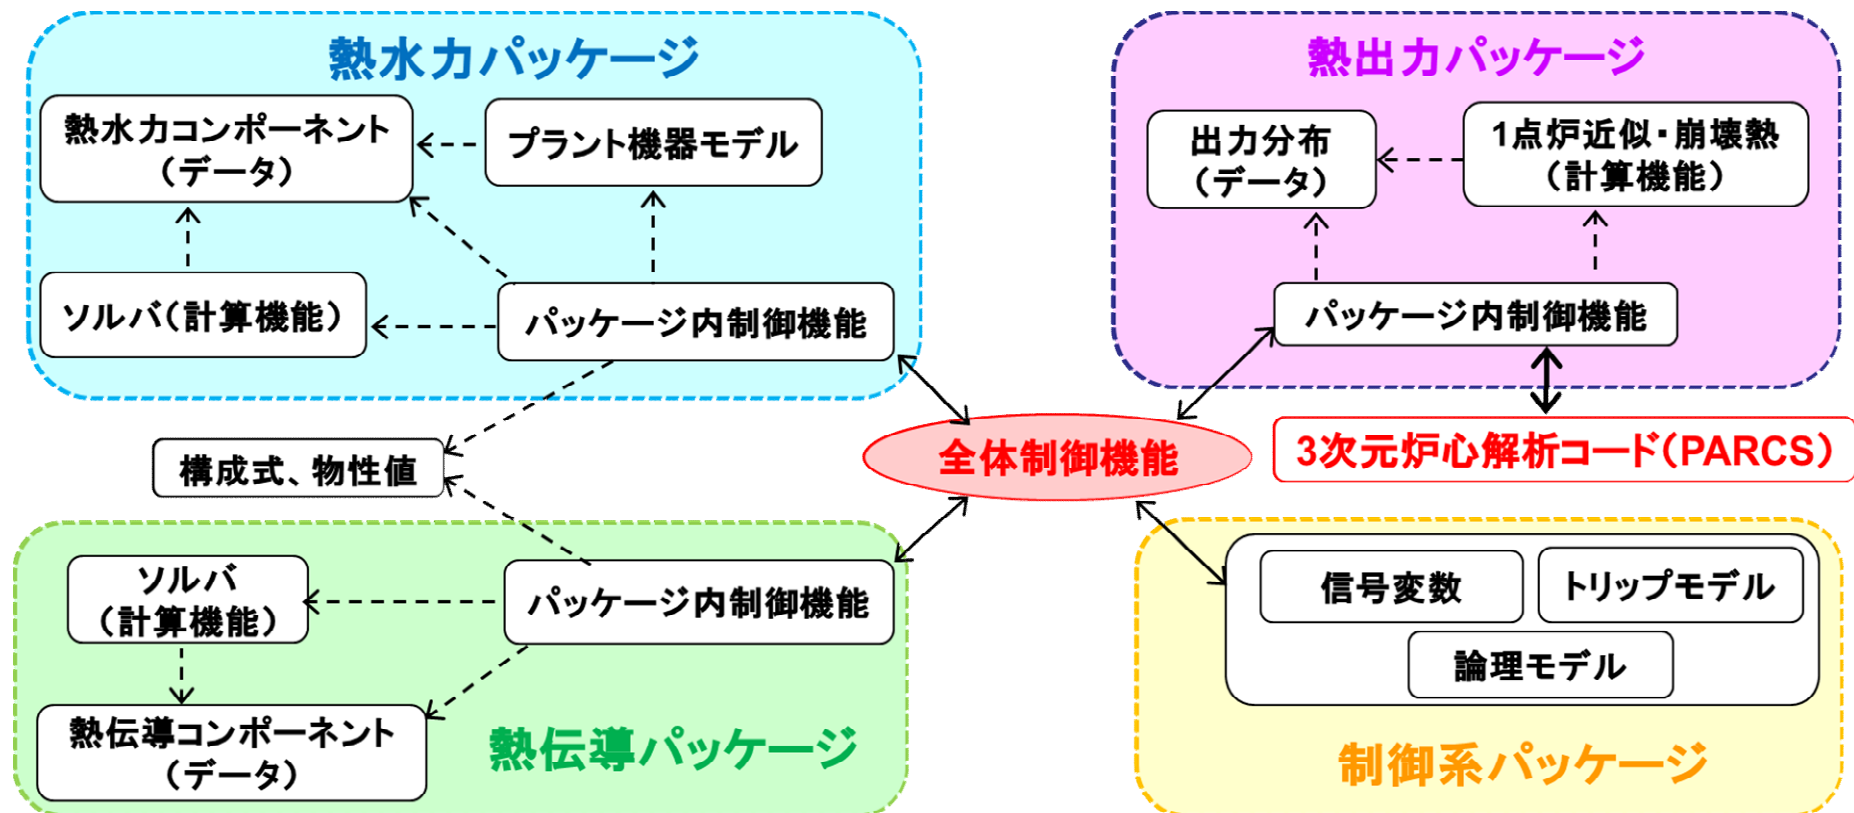 熱水力パッケージ
熱水力コンポーネント
（データ）
プラント機器モデル
ソルバ（計算機能）
パッケージ内制御機能
熱出力パッケージ
出力分布
（データ）
1点炉近似・崩壊熱
（計算機能）
パッケージ内制御機能
構成式、物性値
全体制御機能
3次元炉心解析コード（PARCS）
ソルバ
（計算機能）
パッケージ内制御機能
熱伝導コンポーネント
（データ）
熱伝導パッケージ
信号変数
トリップモデル
論理モデル
制御系パッケージ